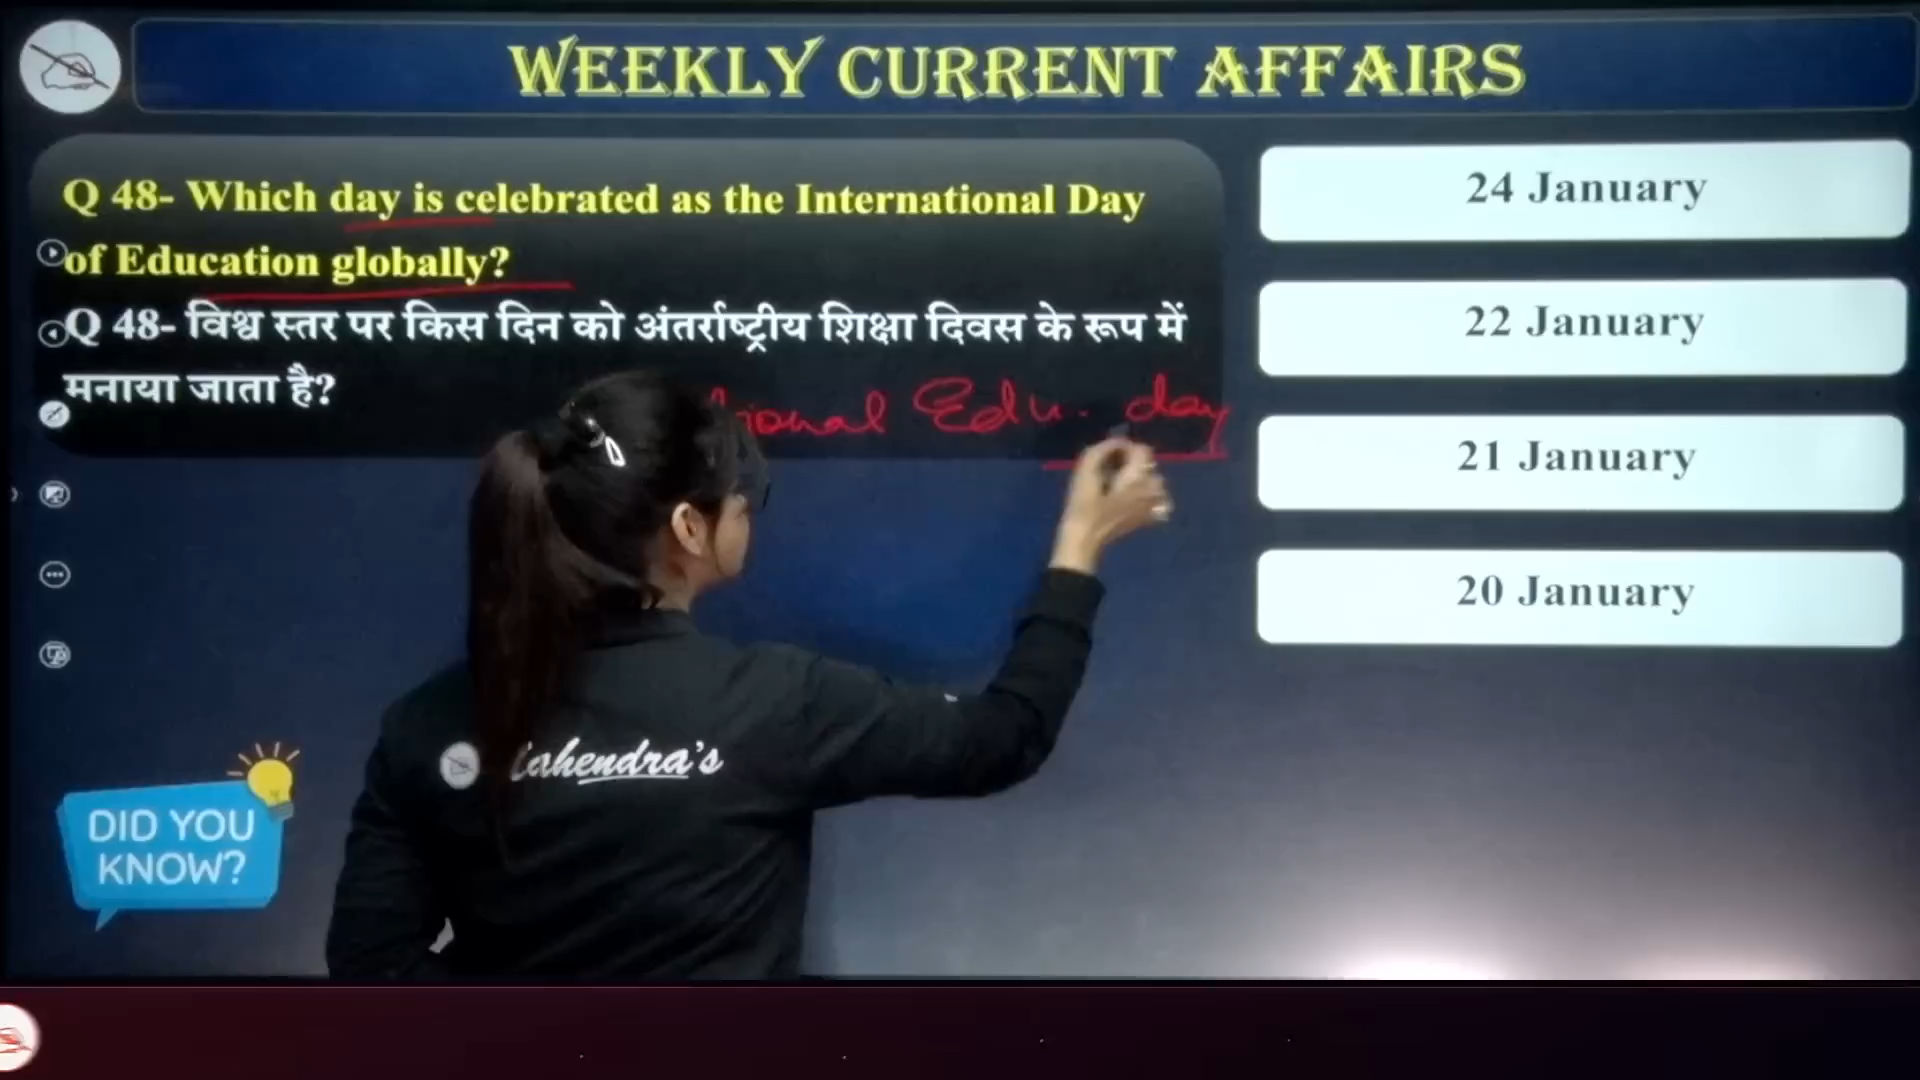 WEEKLY CURRENT AFFAIRS
Q 48- Which day is celebrated as the International Day
of Education globally?
Q 48- विश्व स्तर पर किस दिन को अंतर्राष्ट्रीय शिक्षा दिवस के रूप में
मनाया जाता है?
Edu. day
24 January
22 January
21 January
20 January
DID YOU
KNOW?